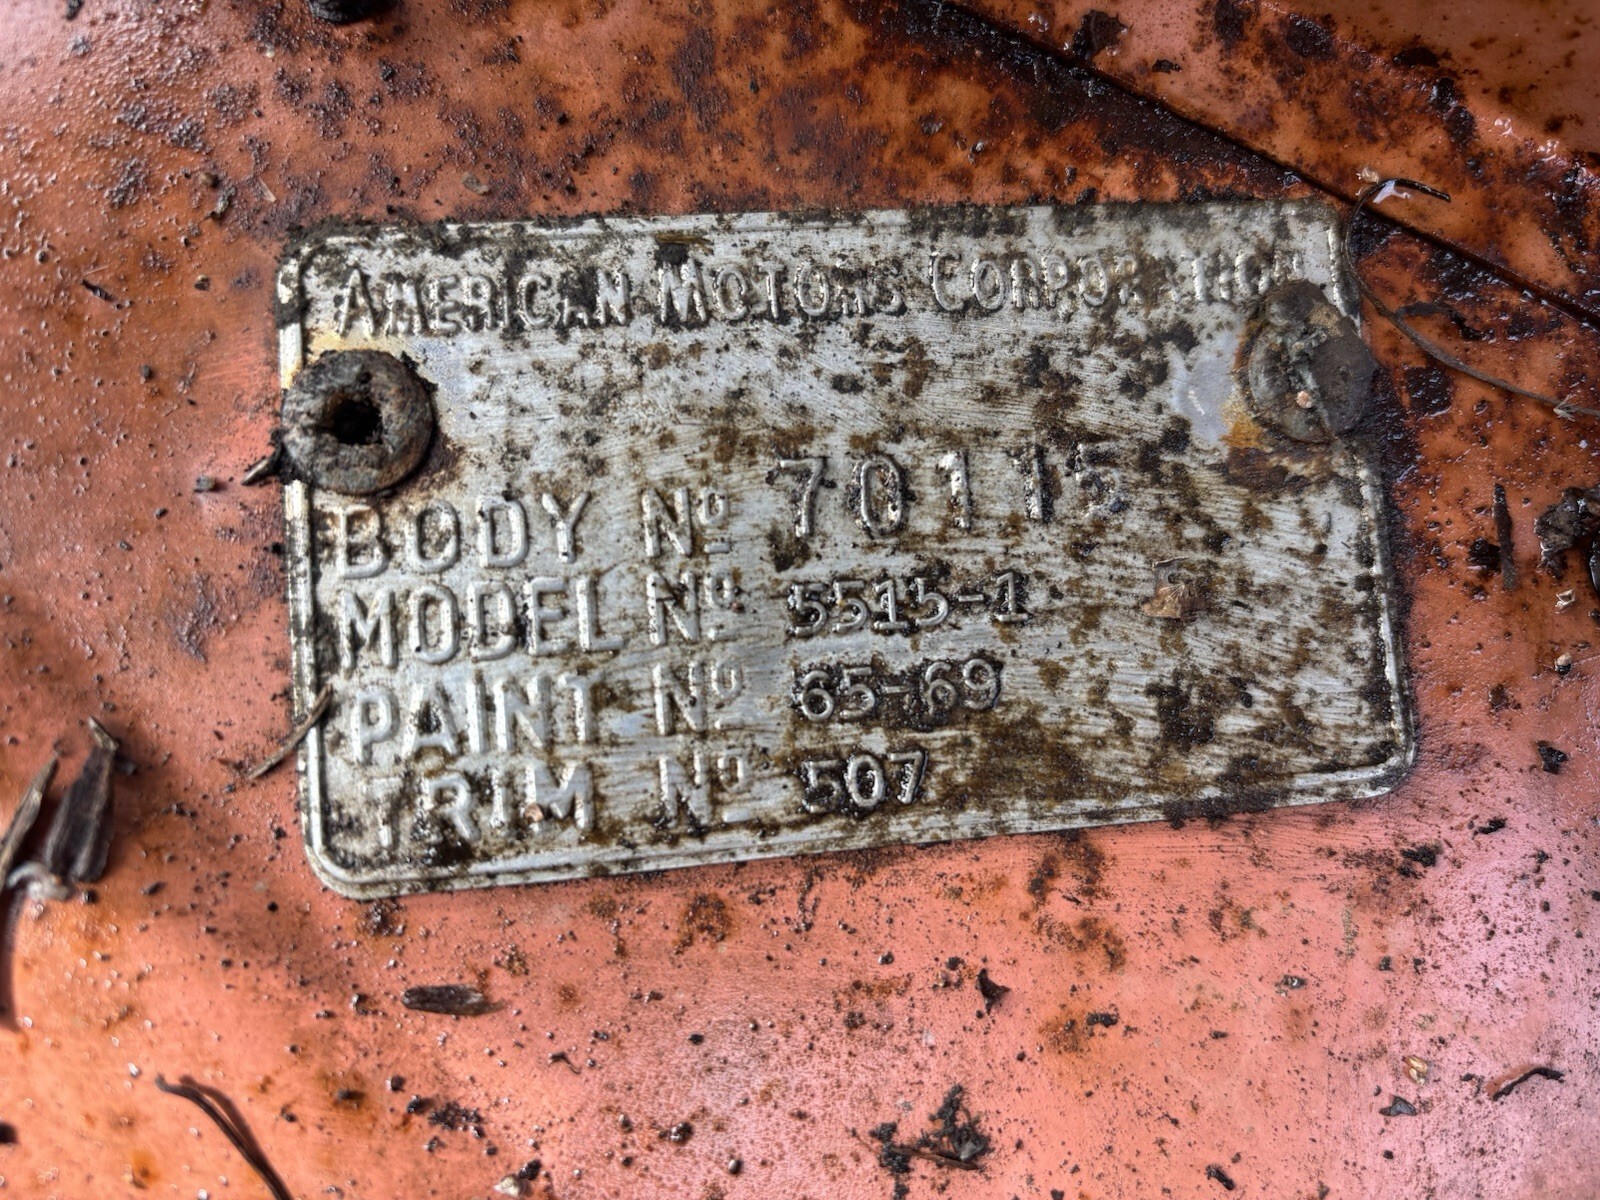 AMERICAN MOTORS CORPORATION
BODY Nº 70115
MODEL Nº 5515-1
PAINT Nº 65-69
TRIM Nº 507